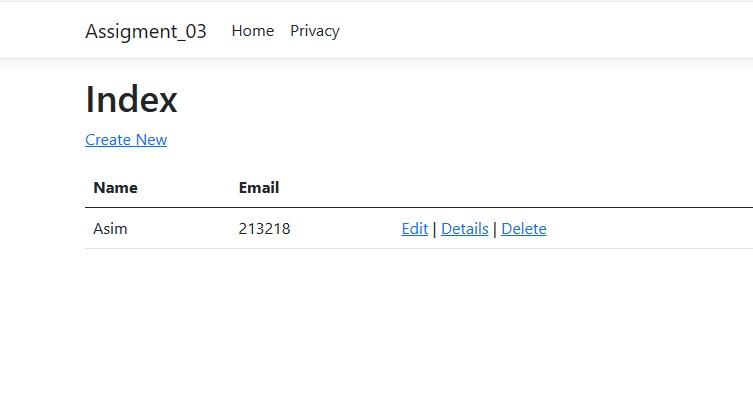 Assigment_03 Home Privacy
Index
Create New
Name Email
Asim 213218 Edit | Details | Delete